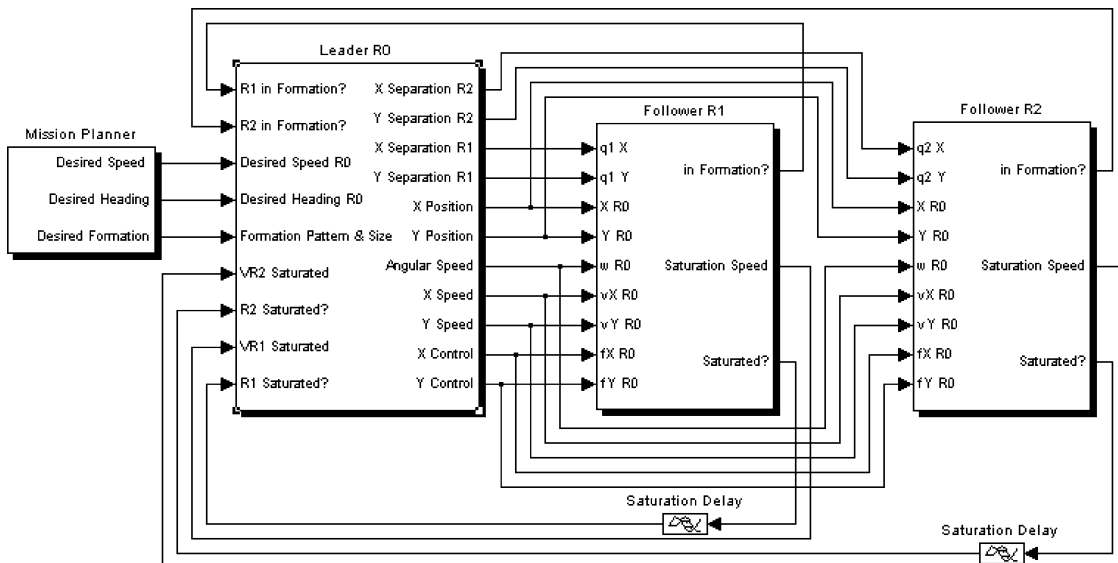 Leader R0
R1 in Formation?
R2 in Formation?
Desired Speed R0
Desired Heading R0
Formation Pattern & Size
VR2 Saturated
R2 Saturated?
VR1 Saturated
R1 Saturated?
X Separation R2
Y Separation R2
X Separation R1
Y Separation R1
X Position
Y Position
Angular Speed
X Speed
Y Speed
X Control
Y Control
Mission Planner
Desired Speed
Desired Heading
Desired Formation
Follower R1
q1 X
q1 Y
X R0
Y R0
w R0
vX R0
vY R0
fX R0
fY R0
in Formation?
Saturation Speed
Saturated?
Follower R2
q2 X
q2 Y
X R0
Y R0
w R0
vX R0
vY R0
fX R0
fY R0
in Formation?
Saturation Speed
Saturated?
Saturation Delay
Saturation Delay